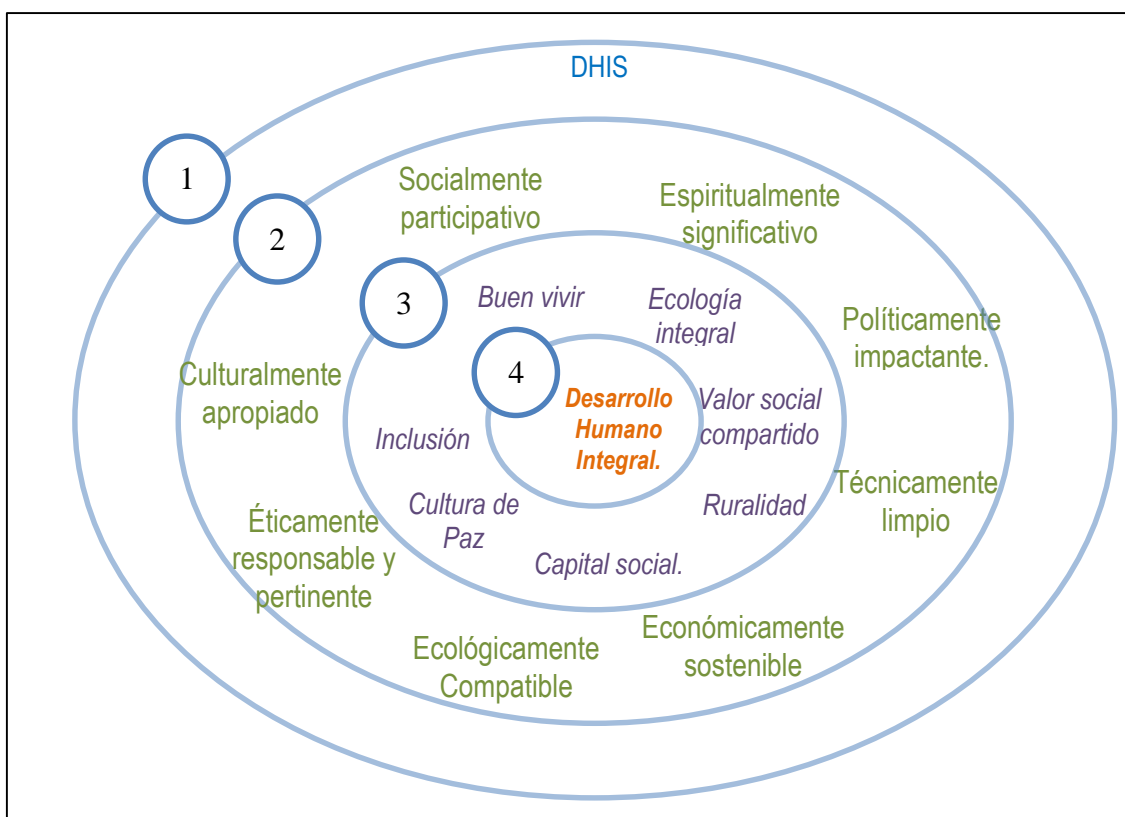 DHIS
1
Socialmente
participativo
Espiritualmente
significativo
2
3
Buen vivir
Ecología
integral
Políticamente
impactante.
4
Culturalmente
apropiado
Desarrollo
Humano
Integral.
Valor social
compartido
Inclusión
Técnicamente
limpio
Cultura de
Paz
Ruralidad
Éticamente
responsable y
pertinente
Capital social.
Económicamente
sostenible
Ecológicamente
Compatible